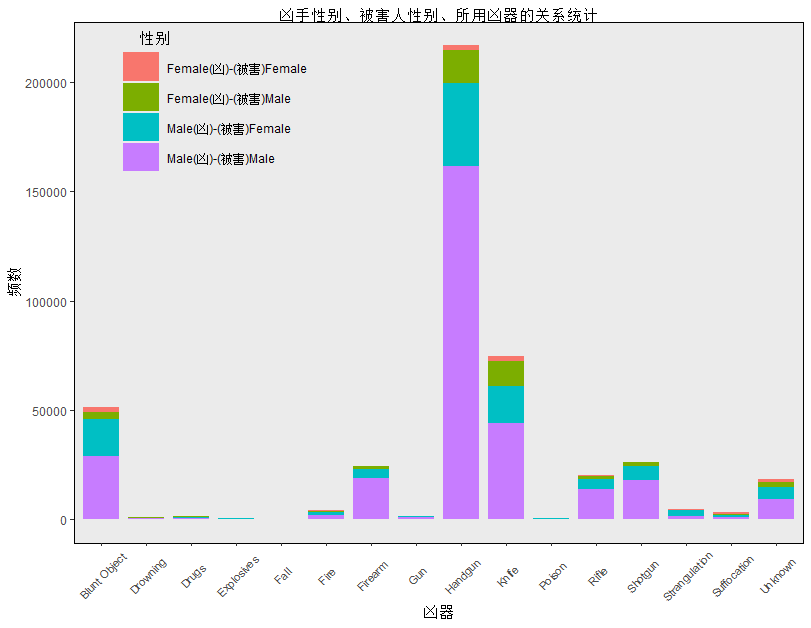 凶手性别、被害人性别、所用凶器的关系统计
性别
Female(凶)-(被害)Female
Female(凶)-(被害)Male
Male(凶)-(被害)Female
Male(凶)-(被害)Male
频数
200000
150000
100000
50000
0
Blunt Object
Drowning
Drugs
Explosives
Fall
Fire
Firearm
Gun
Handgun
Knife
Poison
Rifle
Shotgun
Strangulation
Suffocation
Unknown
凶器